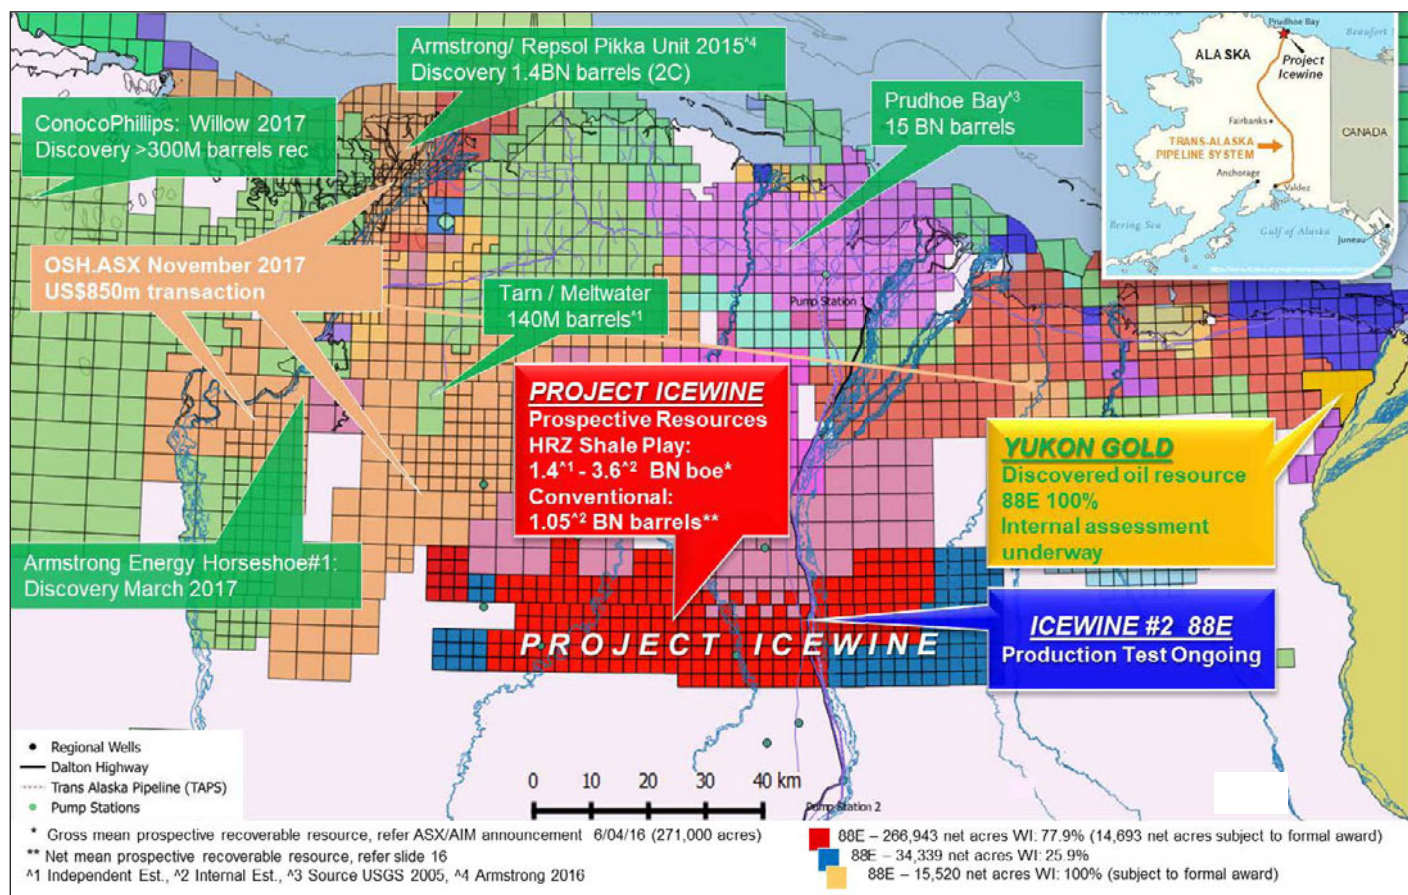 Armstrong/ Repsol Pikka Unit 2015^4
Discovery 1.4BN barrels (2C)
ConocoPhillips: Willow 2017
Discovery >300M barrels rec
Prudhoe Bay^3
15 BN barrels
Prudhoe Bay
Beaufort
ALASKA
Project
Icewine
Fairbanks
CANADA
TRANS-ALASKA
PIPELINE SYSTEM
Anchorage
Valdez
Bering Sea
Gulf of Alaska
Juneau
OSH.ASX November 2017
US$850m transaction
Tarn / Meltwater
140M barrels^1
Pump Station 1
PROJECT ICEWINE
Prospective Resources
HRZ Shale Play:
1.4^1 - 3.6^2 BN boe*
Conventional:
1.05^2 BN barrels**
YUKON GOLD
Discovered oil resource
88E 100%
Internal assessment
underway
Armstrong Energy Horseshoe#1:
Discovery March 2017
ICEWINE #2 88E
Production Test Ongoing
PROJECT ICEWINE
Regional Wells
Dalton Highway
Trans Alaska Pipeline (TAPS)
Pump Stations
0 10 20 30 40 km
Pump Station 2
* Gross mean prospective recoverable resource, refer ASX/AIM announcement 6/04/16 (271,000 acres)
** Net mean prospective recoverable resource, refer slide 16
^1 Independent Est., ^2 Internal Est., ^3 Source USGS 2005, ^4 Armstrong 2016
88E – 266,943 net acres WI: 77.9% (14,693 net acres subject to formal award)
88E – 34,339 net acres WI: 25.9%
88E – 15,520 net acres WI: 100% (subject to formal award)